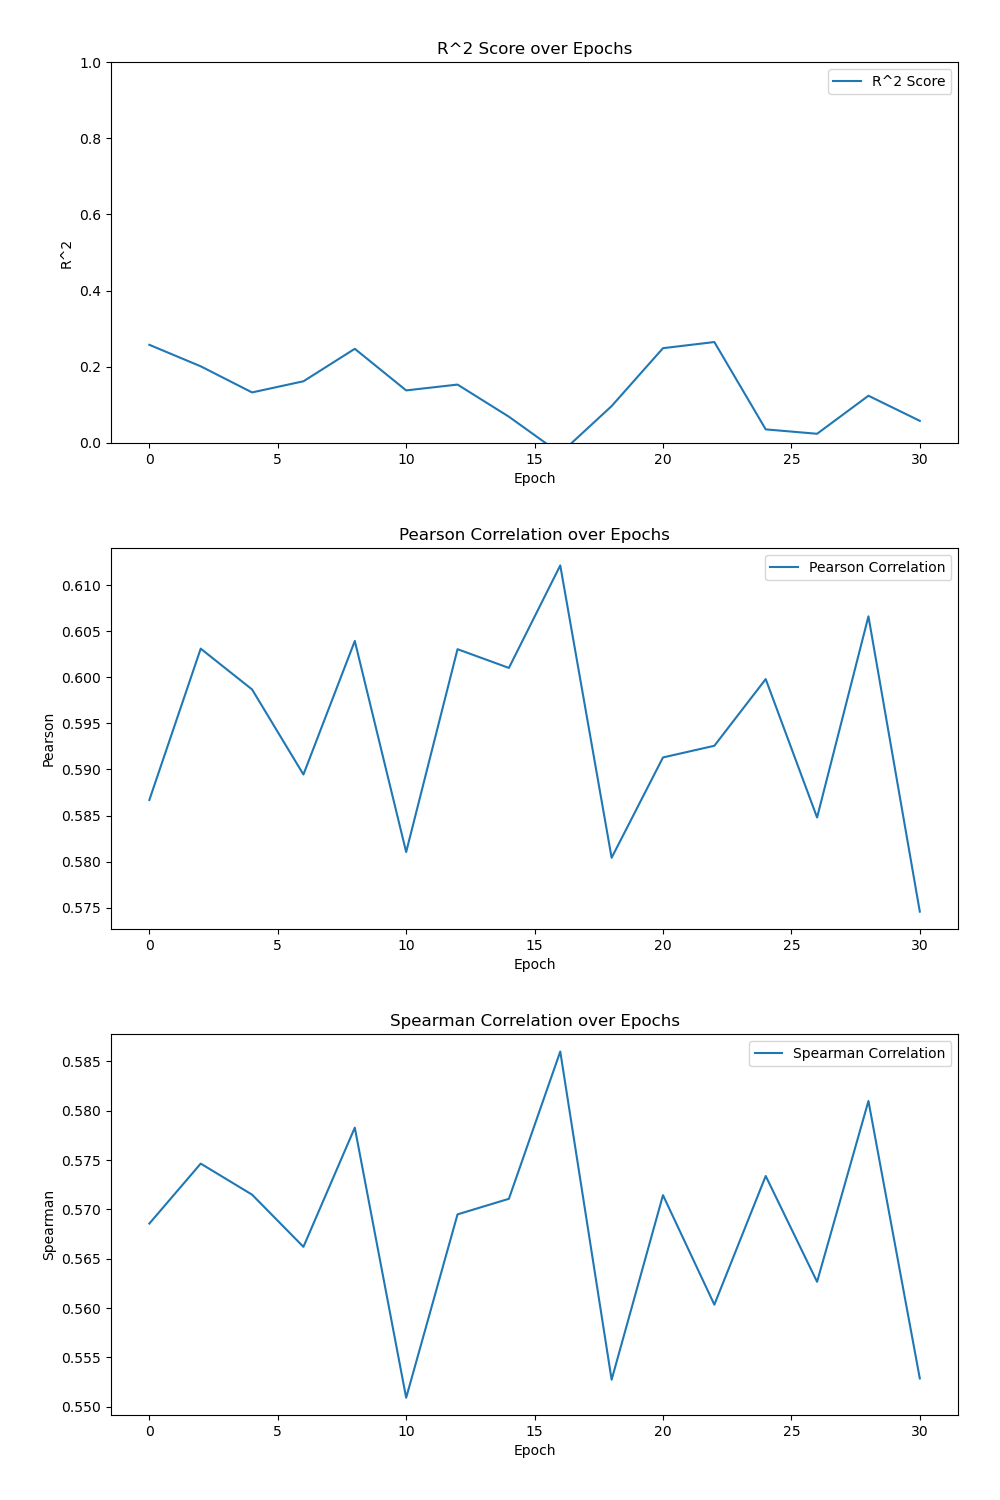 R^2 Score over Epochs
1.0
R^2 Score
0.8
0.6
R^2
0.4
0.2
0.0
0 5 10 15 20 25 30
Epoch
Pearson Correlation over Epochs
Pearson Correlation
0.610
0.605
0.600
0.595
Pearson
0.590
0.585
0.580
0.575
0 5 10 15 20 25 30
Epoch
Spearman Correlation over Epochs
Spearman Correlation
0.585
0.580
0.575
0.570
Spearman
0.565
0.560
0.555
0.550
0 5 10 15 20 25 30
Epoch